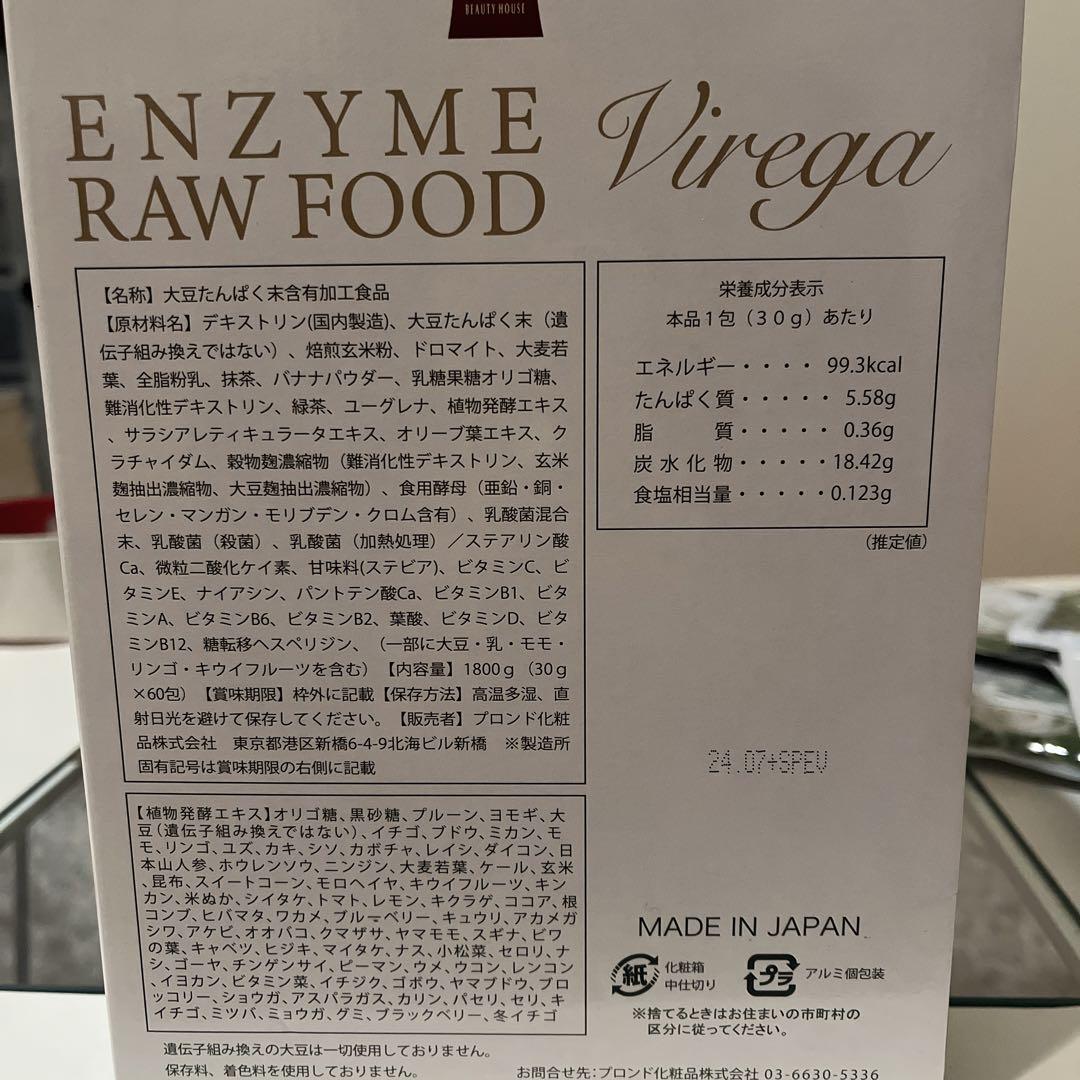 BEAUTY HOUSE
ENZYME
RAW FOOD
Virega
【名称】大豆たんぱく末含有加工食品
【原材料名】デキストリン(国内製造)、大豆たんぱく末（遺
伝子組み換えではない）、焙煎玄米粉、ドロマイト、大麦若
葉、全脂粉乳、抹茶、バナナパウダー、乳糖果糖オリゴ糖、
難消化性デキストリン、緑茶、ユーグレナ、植物発酵エキス
、サラシアレティキュラータエキス、オリーブ葉エキス、ク
ラチャイダム、穀物麹濃縮物（難消化性デキストリン、玄米
麹抽出濃縮物、大豆麹抽出濃縮物）、食用酵母（亜鉛・銅・
セレン・マンガン・モリブデン・クロム含有）、乳酸菌混合
末、乳酸菌（殺菌）、乳酸菌（加熱処理）／ステアリン酸
Ca、微粒二酸化ケイ素、甘味料(ステビア)、ビタミンC、ビ
タミンE、ナイアシン、パントテン酸Ca、ビタミンB1、ビタ
ミンA、ビタミンB6、ビタミンB2、葉酸、ビタミンD、ビタ
ミンB12、糖転移ヘスペリジン、（一部に大豆・乳・モモ・
リンゴ・キウイフルーツを含む）【内容量】1800ｇ（30ｇ
×60包）【賞味期限】枠外に記載【保存方法】高温多湿、直
射日光を避けて保存してください。【販売者】プロンド化粧
品株式会社　東京都港区新橋6-4-9北海ビル新橋　※製造所
固有記号は賞味期限の右側に記載
【植物発酵エキス】オリゴ糖、黒砂糖、プルーン、ヨモギ、大
豆（遺伝子組み換えではない）、イチゴ、ブドウ、ミカン、モ
モ、リンゴ、ユズ、カキ、シソ、カボチャ、レイシ、ダイコン、日
本山人参、ホウレンソウ、ニンジン、大麦若葉、ケール、玄米
、昆布、スイートコーン、モロヘイヤ、キウイフルーツ、キン
カン、米ぬか、シイタケ、トマト、レモン、キクラゲ、ココア、根
コンブ、ヒバマタ、ワカメ、ブルーベリー、キュウリ、アカメガ
シワ、アケビ、オオバコ、クマザサ、ヤマモモ、スギナ、ビワ
の葉、キャベツ、ヒジキ、マイタケ、ナス、小松菜、セロリ、ナ
シ、ゴーヤ、チンゲンサイ、ピーマン、ウメ、ウコン、レンコン
、イヨカン、ビタミン菜、イチジク、ゴボウ、ヤマブドウ、ブロ
ッコリー、ショウガ、アスパラガス、カリン、パセリ、セリ、キ
イチゴ、ミツバ、ミョウガ、グミ、ブラックベリー、冬イチゴ
遺伝子組み換えの大豆は一切使用しておりません。
保存料、着色料を使用しておりません。
栄養成分表示
本品１包（３０ｇ）あたり
エネルギー・・・・ 99.3kcal
たんぱく質・・・・・ 5.58g
脂　　　質・・・・・ 0.36g
炭水化物・・・・・18.42g
食塩相当量・・・・・0.123g
（推定値）
24.07+SPEV
MADE IN JAPAN
紙 化粧箱
中仕切り
プラ アルミ個包装
※捨てるときはお住まいの市町村の
区分に従ってください。
お問合せ先：プロンド化粧品株式会社 03-6630-5336